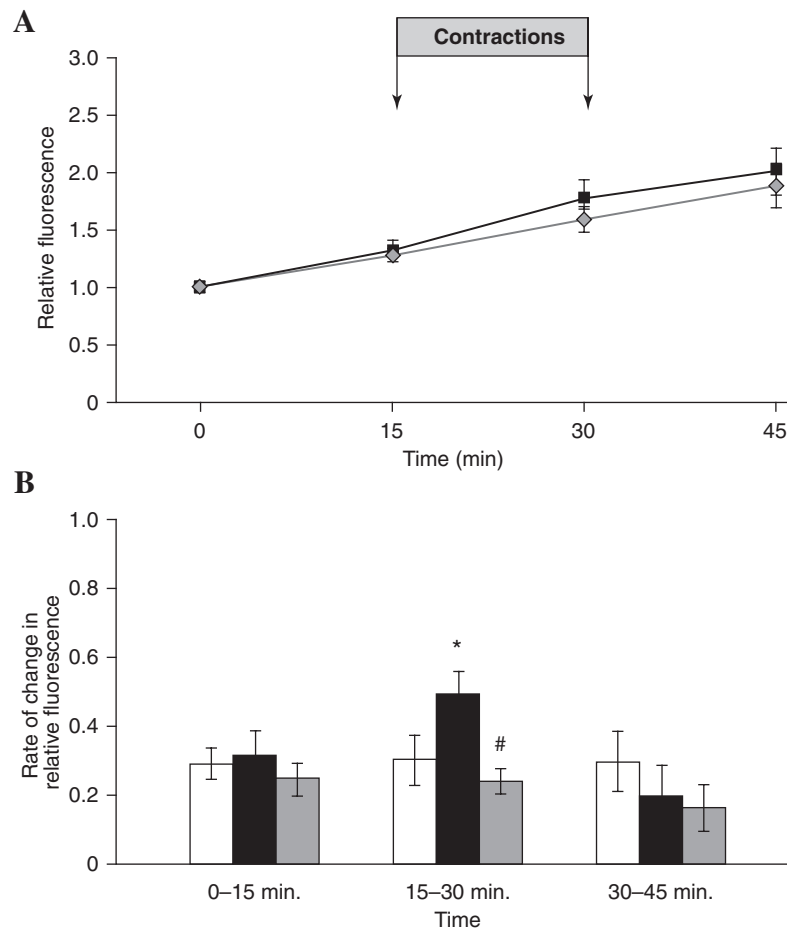 A
Contractions
3.0
2.5
2.0
1.5
1.0
0.5
0
Relative fluorescence
0
15
30
45
Time (min)
B
1.0
0.8
0.6
0.4
0.2
0
Rate of change in
relative fluorescence
*
#
0–15 min.
15–30 min.
30–45 min.
Time